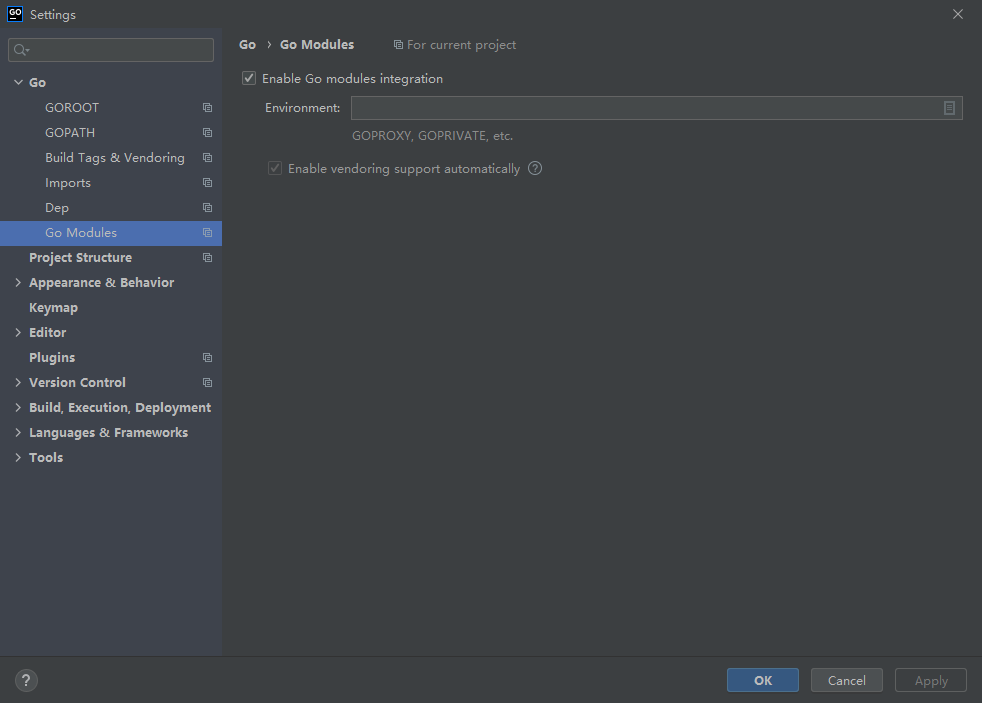 GO Settings
Go
GOROOT
GOPATH
Build Tags & Vendoring
Imports
Dep
Go Modules
Project Structure
Appearance & Behavior
Keymap
Editor
Plugins
Version Control
Build, Execution, Deployment
Languages & Frameworks
Tools
Go › Go Modules For current project
Enable Go modules integration
Environment:
GOPROXY, GOPRIVATE, etc.
Enable vendoring support automatically ?
? OK Cancel Apply